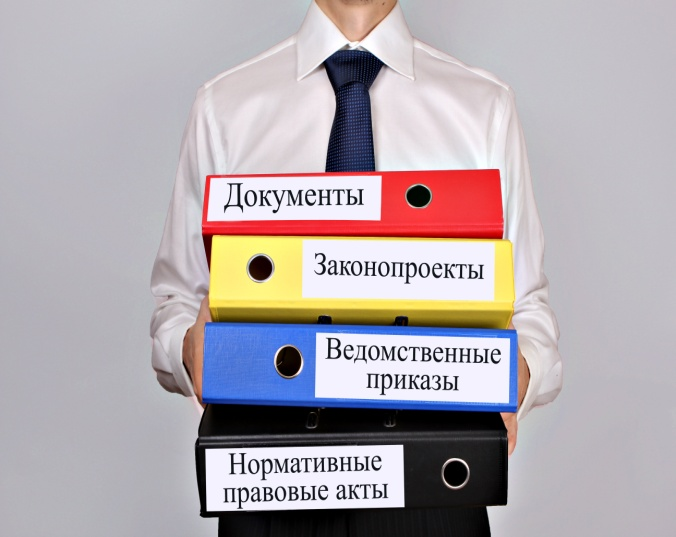 Документы
Законопроекты
Ведомственные
приказы
Нормативные
правовые акты